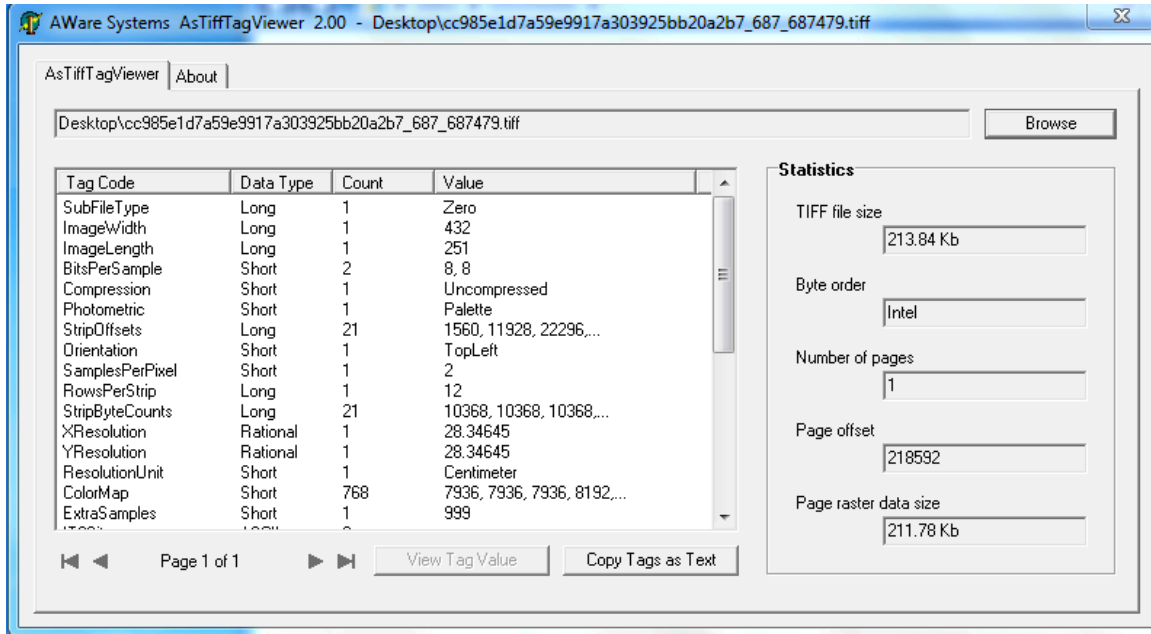 AWare Systems AsTiffTagViewer 2.00 - Desktop\cc985e1d7a59e9917a303925bb20a2b7_687_687479.tiff
AsTiffTagViewer About
Desktop\cc985e1d7a59e9917a303925bb20a2b7_687_687479.tiff Browse
Tag Code Data Type Count Value
SubFileType Long 1 Zero
ImageWidth Long 1 432
ImageLength Long 1 251
BitsPerSample Short 2 8, 8
Compression Short 1 Uncompressed
Photometric Short 1 Palette
StripOffsets Long 21 1560, 11928, 22296,...
Orientation Short 1 TopLeft
SamplesPerPixel Short 1 2
RowsPerStrip Long 1 12
StripByteCounts Long 21 10368, 10368, 10368,...
XResolution Rational 1 28.34645
YResolution Rational 1 28.34645
ResolutionUnit Short 1 Centimeter
ColorMap Short 768 7936, 7936, 7936, 8192,...
ExtraSamples Short 1 999
Page 1 of 1 View Tag Value Copy Tags as Text
Statistics
TIFF file size
213.84 Kb
Byte order
Intel
Number of pages
1
Page offset
218592
Page raster data size
211.78 Kb